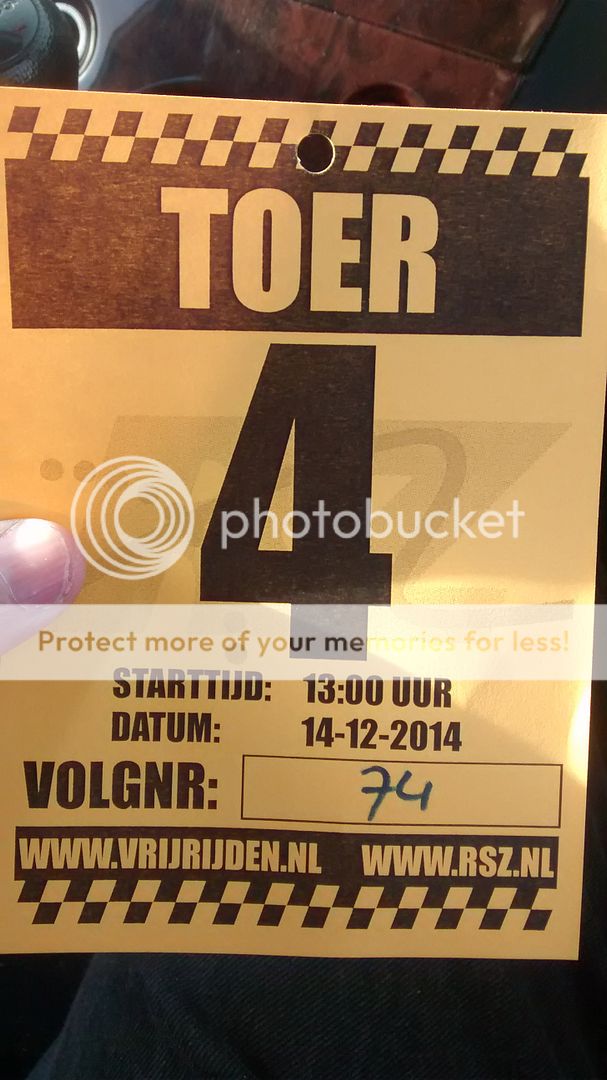 TOER
4
photobucket
Protect more of your memories for less!
STARTTIJD: 13:00 UUR
DATUM: 14-12-2014
VOLGNR: 74
WWW.VRIJRIJDEN.NL WWW.RSZ.NL